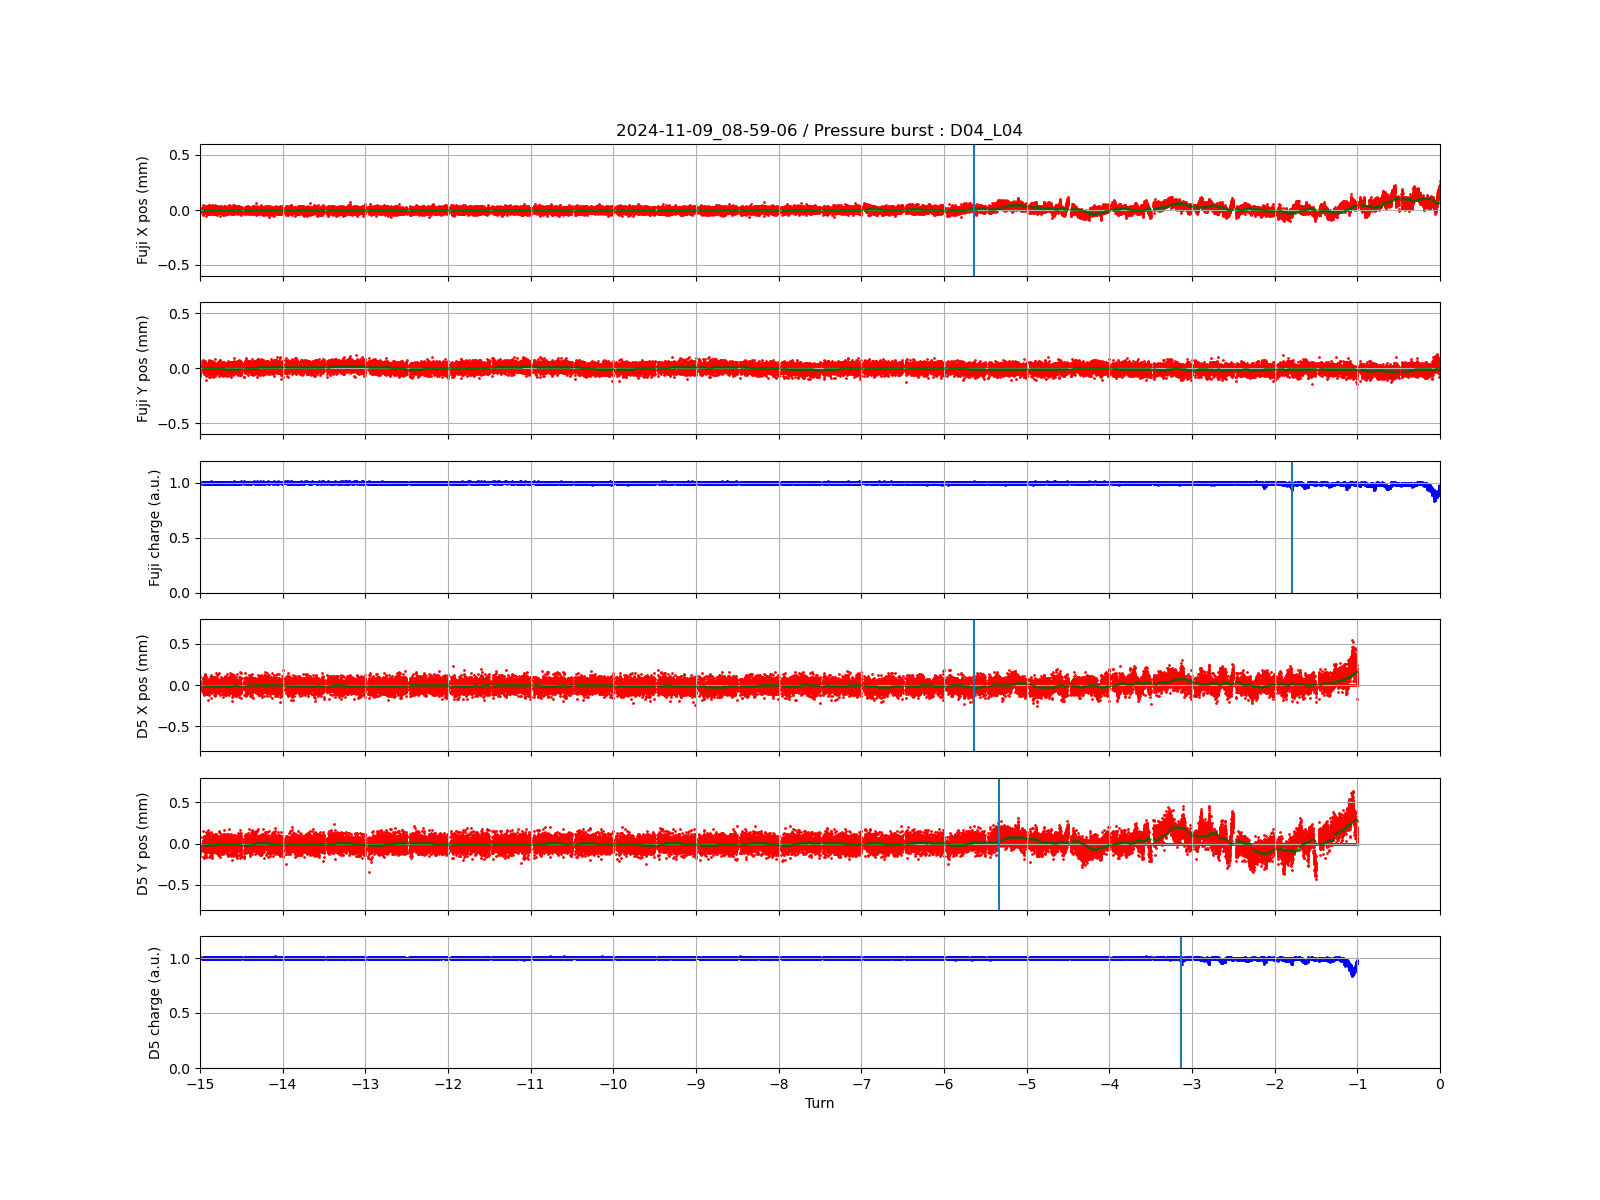 2024-11-09_08-59-06 / Pressure burst : D04_L04
0.5
0.0
−0.5
Fuji X pos (mm)
0.5
0.0
−0.5
Fuji Y pos (mm)
1.0
0.5
0.0
Fuji charge (a.u.)
0.5
0.0
−0.5
D5 X pos (mm)
0.5
0.0
−0.5
D5 Y pos (mm)
1.0
0.5
0.0
D5 charge (a.u.)
−15 −14 −13 −12 −11 −10 −9 −8 −7 −6 −5 −4 −3 −2 −1 0
Turn